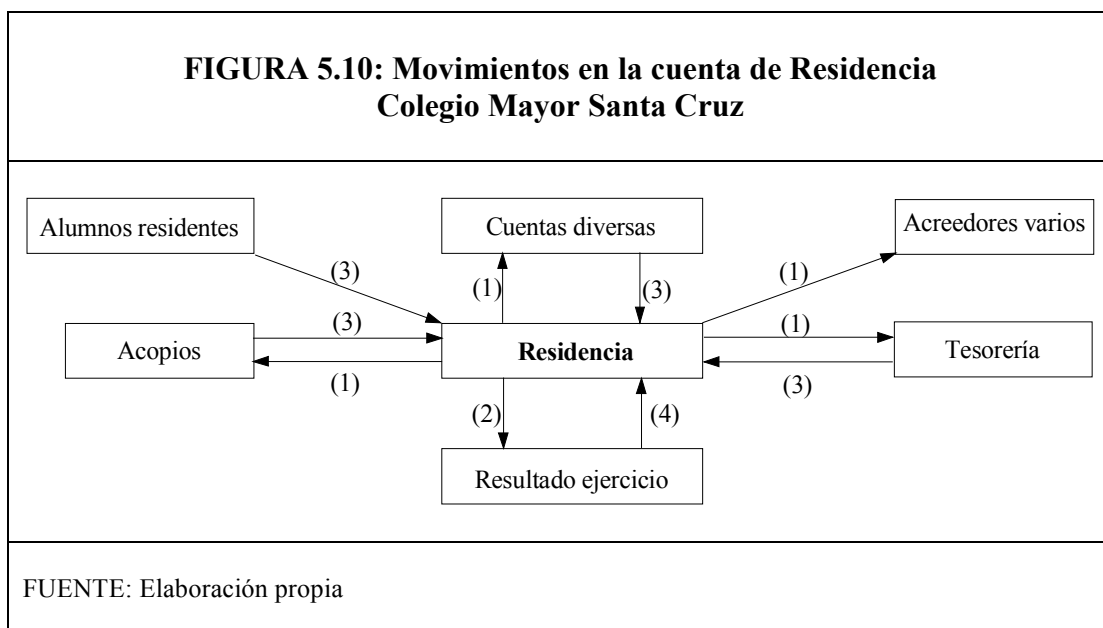 FIGURA 5.10: Movimientos en la cuenta de Residencia
Colegio Mayor Santa Cruz
Alumnos residentes
Cuentas diversas
Acreedores varios
(3)
(1)
(3)
(1)
Acopios
(3)
(1)
Residencia
(1)
(3)
Tesorería
(2)
(4)
Resultado ejercicio
FUENTE: Elaboración propia